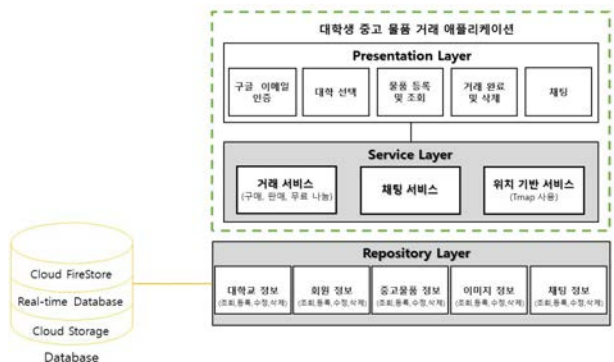 대학생 중고 물품 거래 애플리케이션
Presentation Layer
구글 이메일
인증
대학 선택
물품 등록
및 조회
거래 완료
및 삭제
채팅
Service Layer
거래 서비스
(구매, 판매, 무료 나눔)
채팅 서비스
위치 기반 서비스
(Tmap 사용)
Repository Layer
대학교 정보
(조회,등록,수정,삭제)
회원 정보
(조회,등록,수정,삭제)
중고물품 정보
(조회,등록,수정,삭제)
이미지 정보
(조회,등록,수정,삭제)
채팅 정보
(조회,등록,수정,삭제)
Cloud FireStore
Real-time Database
Cloud Storage
Database